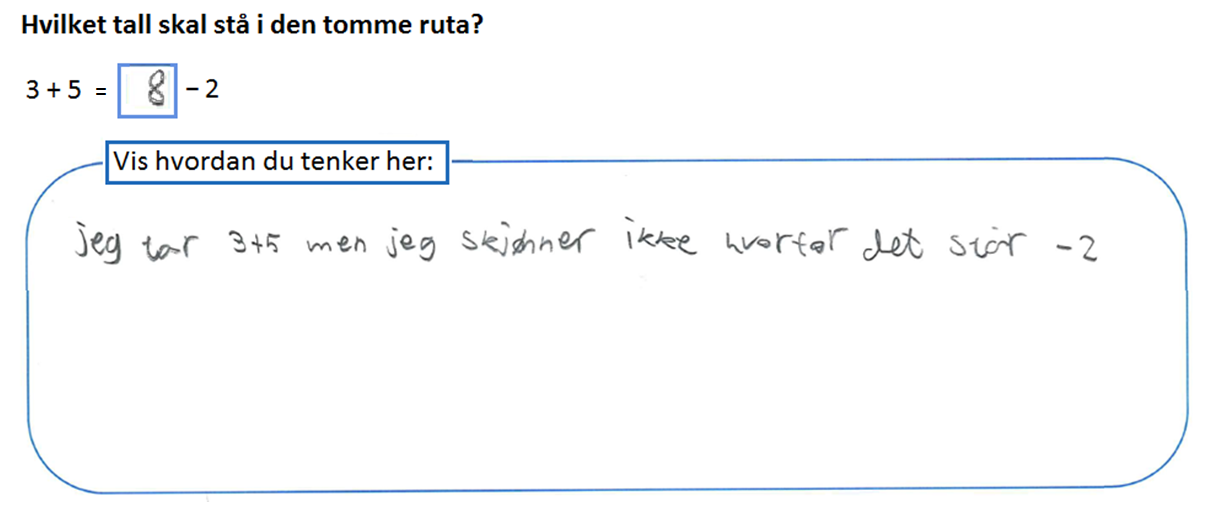 Hvilket tall skal stå i den tomme ruta?
3 + 5 = 8 − 2
Vis hvordan du tenker her:
jeg tar 3+5 men jeg skjønner ikke hvorfor det står -2